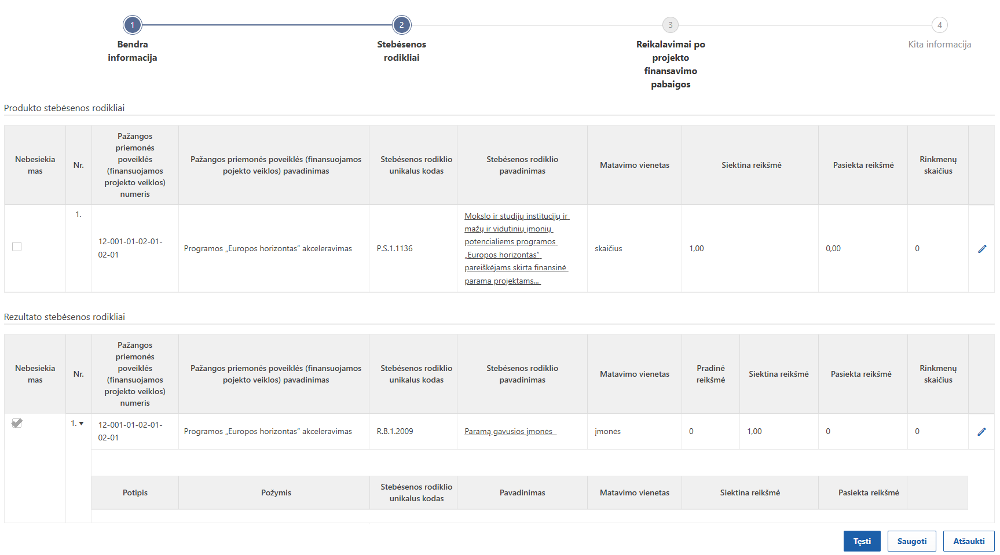 1
2
3
4
Bendra
informacija
Stebėsenos
rodikliai
Reikalavimai po
projekto
finansavimo
pabaigos
Kita informacija
Produkto stebėsenos rodikliai
Nebesiekia
mas
Nr.
Pažangos
priemonės
poveiklės
(finansuojamos
projekto veiklos)
numeris
Pažangos priemonės poveiklės (finansuojamos
pojekto veiklos) pavadinimas
Stebėsenos rodiklio
unikalus kodas
Stebėsenos rodiklio
pavadinimas
Matavimo vienetas
Siektina reikšmė
Pasiekta reikšmė
Rinkmenų
skaičius
1.
12-001-01-02-01-
02-01
Programos „Europos horizontas“ akceleravimas
P.S.1.1136
Mokslo ir studijų institucijų ir
mažų ir vidutinių įmonių
potencialiems programos
„Europos horizontas“
pareiškėjams skirta finansinė
parama projektams...
skaičius
1,00
0,00
0
Rezultato stebėsenos rodikliai
Nebesiekia
mas
Nr.
Pažangos
priemonės
poveiklės
(finansuojamos
projekto veiklos)
numeris
Pažangos priemonės poveiklės (finansuojamos
pojekto veiklos) pavadinimas
Stebėsenos rodiklio
unikalus kodas
Stebėsenos rodiklio
pavadinimas
Matavimo vienetas
Pradinė
reikšmė
Siektina reikšmė
Pasiekta reikšmė
Rinkmenų
skaičius
1.
12-001-01-02-01-
02-01
Programos „Europos horizontas“ akceleravimas
R.B.1.2009
Paramą gavusios įmonės
įmonės
0
1,00
0
0
Potipis
Požymis
Stebėsenos rodiklio
unikalus kodas
Pavadinimas
Matavimo vienetas
Siektina reikšmė
Pasiekta reikšmė
Tęsti
Saugoti
Atšaukti